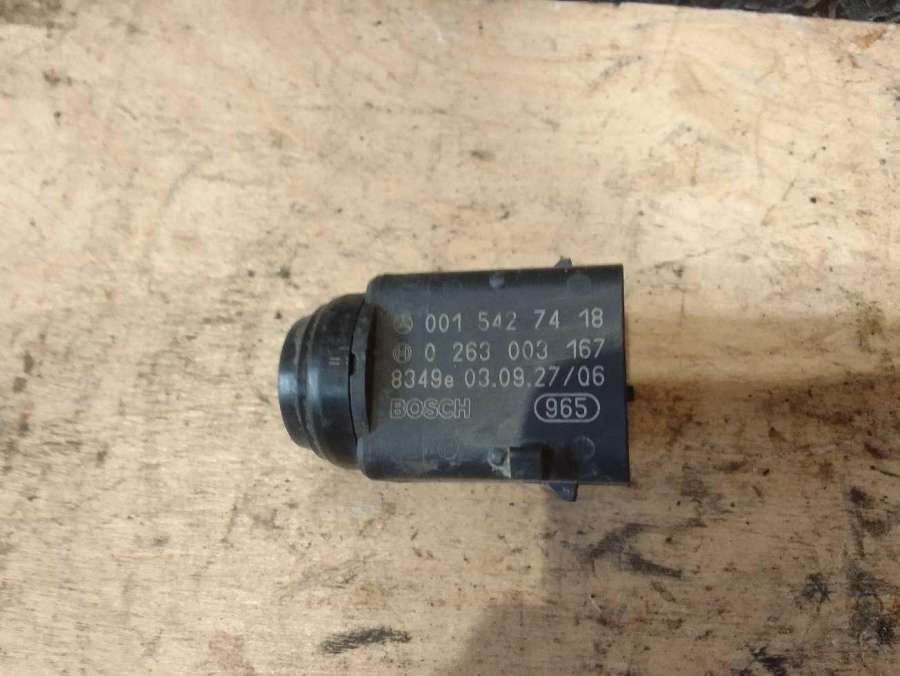 001 542 74 18
0 263 003 167
8349e 03.09.27/06
BOSCH 965